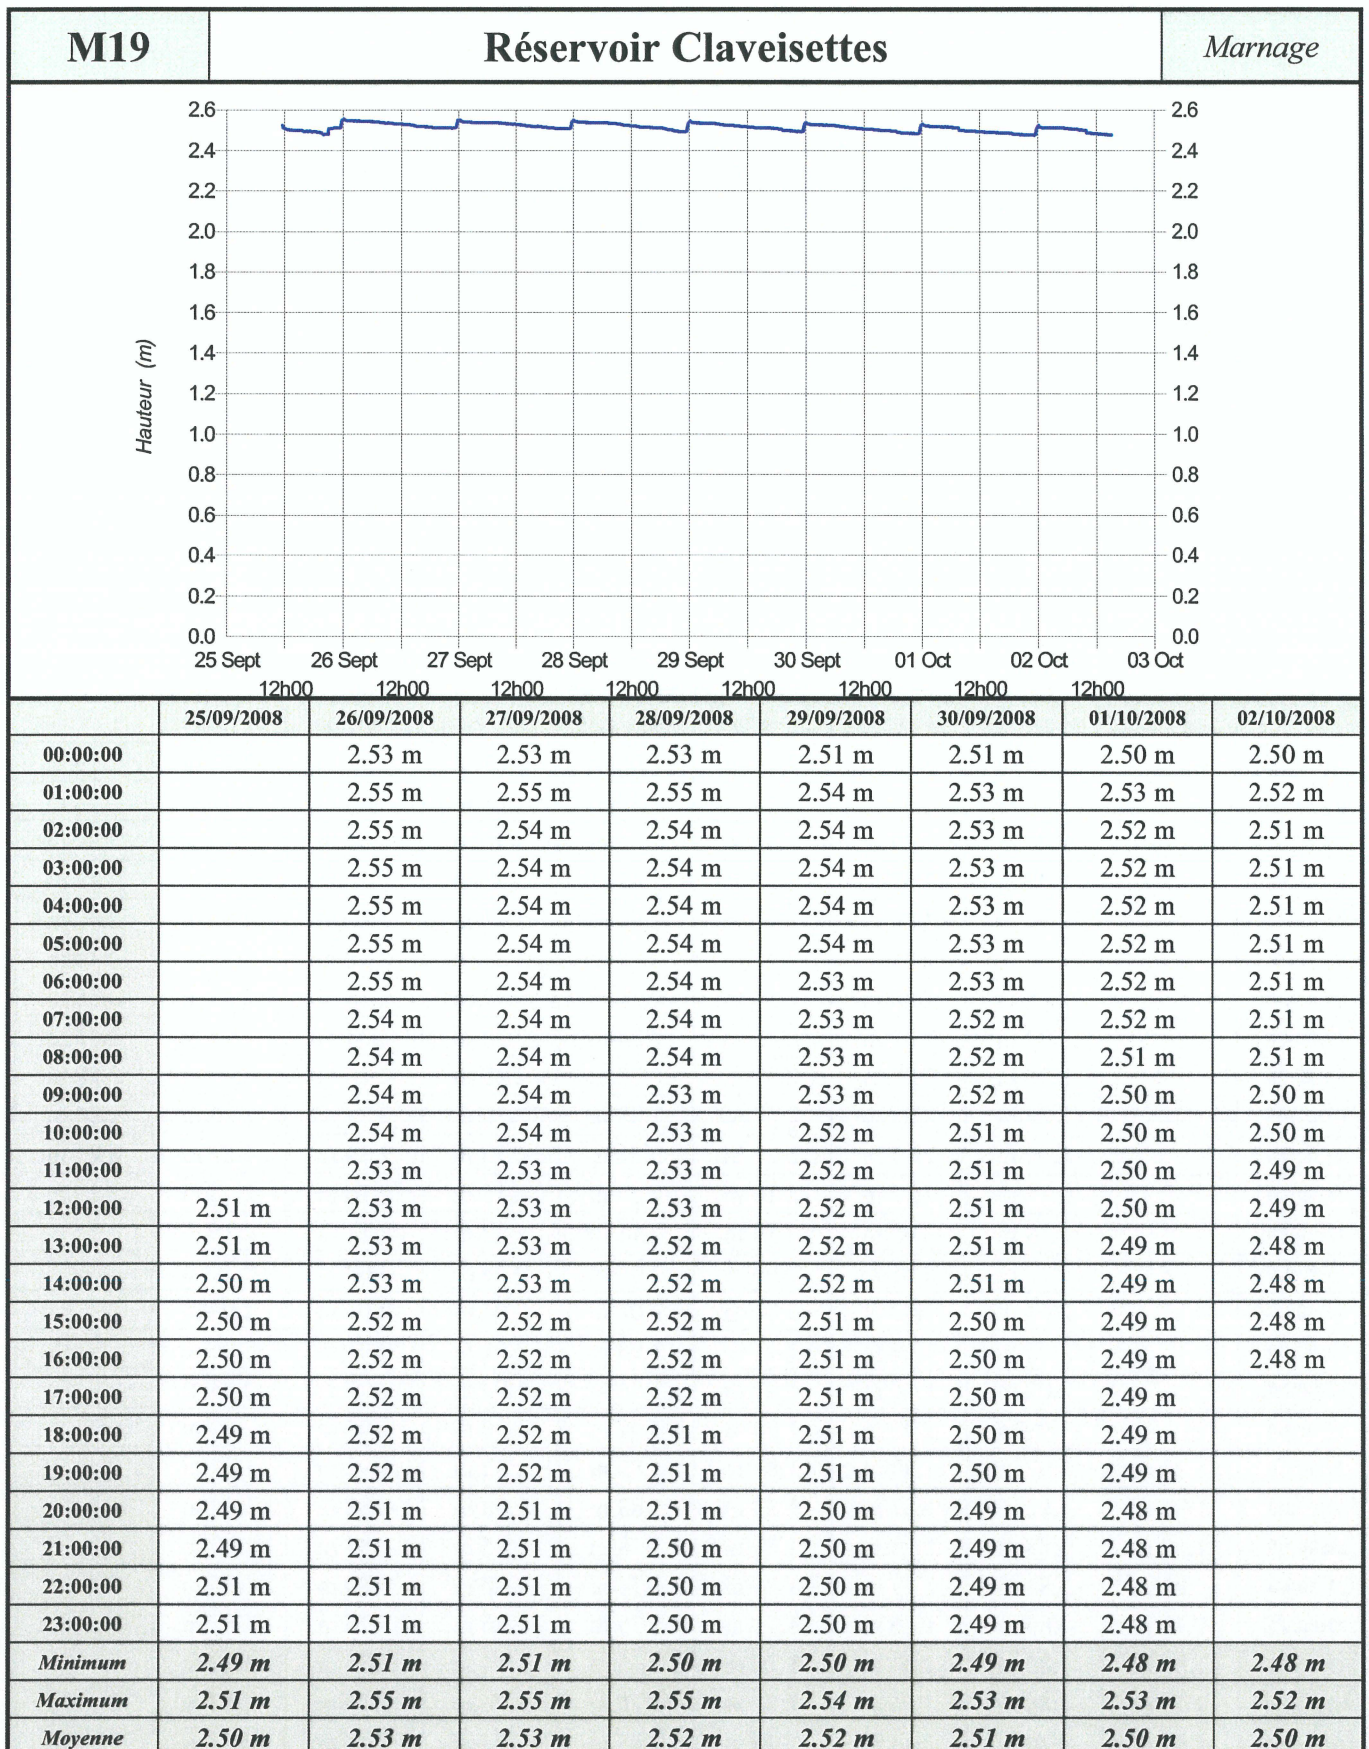 M19 Réservoir Claveisettes Marnage
2.6 2.6
2.4 2.4
2.2 2.2
2.0 2.0
1.8 1.8
1.6 1.6
1.4 1.4
1.2 1.2
1.0 1.0
0.8 0.8
0.6 0.6
0.4 0.4
0.2 0.2
0.0 0.0
Hauteur (m)
25 Sept 26 Sept 27 Sept 28 Sept 29 Sept 30 Sept 01 Oct 02 Oct 03 Oct
12h00 12h00 12h00 12h00 12h00 12h00 12h00 12h00
25/09/2008 26/09/2008 27/09/2008 28/09/2008 29/09/2008 30/09/2008 01/10/2008 02/10/2008
00:00:00 2.53 m 2.53 m 2.53 m 2.51 m 2.51 m 2.50 m 2.50 m
01:00:00 2.55 m 2.55 m 2.55 m 2.54 m 2.53 m 2.53 m 2.52 m
02:00:00 2.55 m 2.54 m 2.54 m 2.54 m 2.53 m 2.52 m 2.51 m
03:00:00 2.55 m 2.54 m 2.54 m 2.54 m 2.53 m 2.52 m 2.51 m
04:00:00 2.55 m 2.54 m 2.54 m 2.54 m 2.53 m 2.52 m 2.51 m
05:00:00 2.55 m 2.54 m 2.54 m 2.54 m 2.53 m 2.52 m 2.51 m
06:00:00 2.55 m 2.54 m 2.54 m 2.53 m 2.53 m 2.52 m 2.51 m
07:00:00 2.54 m 2.54 m 2.54 m 2.53 m 2.52 m 2.52 m 2.51 m
08:00:00 2.54 m 2.54 m 2.54 m 2.53 m 2.52 m 2.51 m 2.51 m
09:00:00 2.54 m 2.54 m 2.53 m 2.53 m 2.52 m 2.50 m 2.50 m
10:00:00 2.54 m 2.54 m 2.53 m 2.52 m 2.51 m 2.50 m 2.50 m
11:00:00 2.53 m 2.53 m 2.53 m 2.52 m 2.51 m 2.50 m 2.49 m
12:00:00 2.51 m 2.53 m 2.53 m 2.53 m 2.52 m 2.51 m 2.50 m 2.49 m
13:00:00 2.51 m 2.53 m 2.53 m 2.52 m 2.52 m 2.51 m 2.49 m 2.48 m
14:00:00 2.50 m 2.53 m 2.53 m 2.52 m 2.52 m 2.51 m 2.49 m 2.48 m
15:00:00 2.50 m 2.52 m 2.52 m 2.52 m 2.51 m 2.50 m 2.49 m 2.48 m
16:00:00 2.50 m 2.52 m 2.52 m 2.52 m 2.51 m 2.50 m 2.49 m 2.48 m
17:00:00 2.50 m 2.52 m 2.52 m 2.52 m 2.51 m 2.50 m 2.49 m
18:00:00 2.49 m 2.52 m 2.52 m 2.51 m 2.51 m 2.50 m 2.49 m
19:00:00 2.49 m 2.52 m 2.52 m 2.51 m 2.51 m 2.50 m 2.49 m
20:00:00 2.49 m 2.51 m 2.51 m 2.51 m 2.50 m 2.49 m 2.48 m
21:00:00 2.49 m 2.51 m 2.51 m 2.50 m 2.50 m 2.49 m 2.48 m
22:00:00 2.51 m 2.51 m 2.51 m 2.50 m 2.50 m 2.49 m 2.48 m
23:00:00 2.51 m 2.51 m 2.51 m 2.50 m 2.50 m 2.49 m 2.48 m
Minimum 2.49 m 2.51 m 2.51 m 2.50 m 2.50 m 2.49 m 2.48 m 2.48 m
Maximum 2.51 m 2.55 m 2.55 m 2.55 m 2.54 m 2.53 m 2.53 m 2.52 m
Moyenne 2.50 m 2.53 m 2.53 m 2.52 m 2.52 m 2.51 m 2.50 m 2.50 m